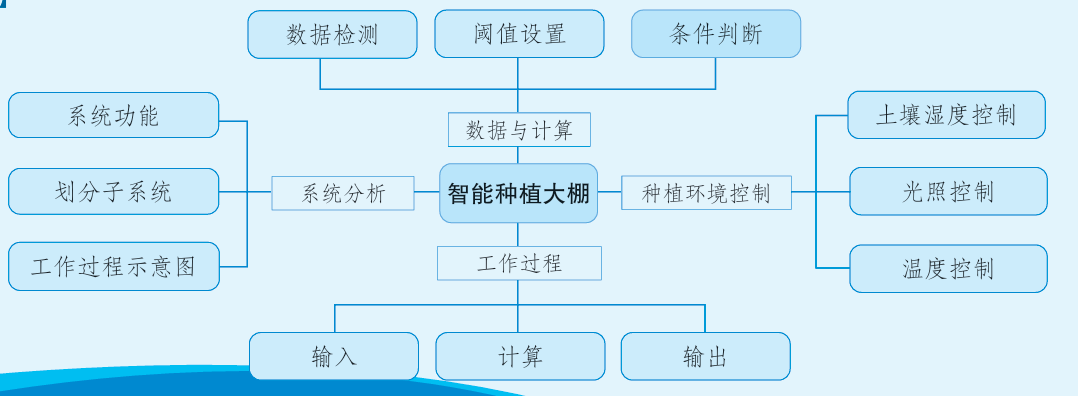 数据检测
阈值设置
条件判断
数据与计算
系统功能
划分子系统
工作过程示意图
系统分析
智能种植大棚
种植环境控制
土壤湿度控制
光照控制
温度控制
工作过程
输入
计算
输出